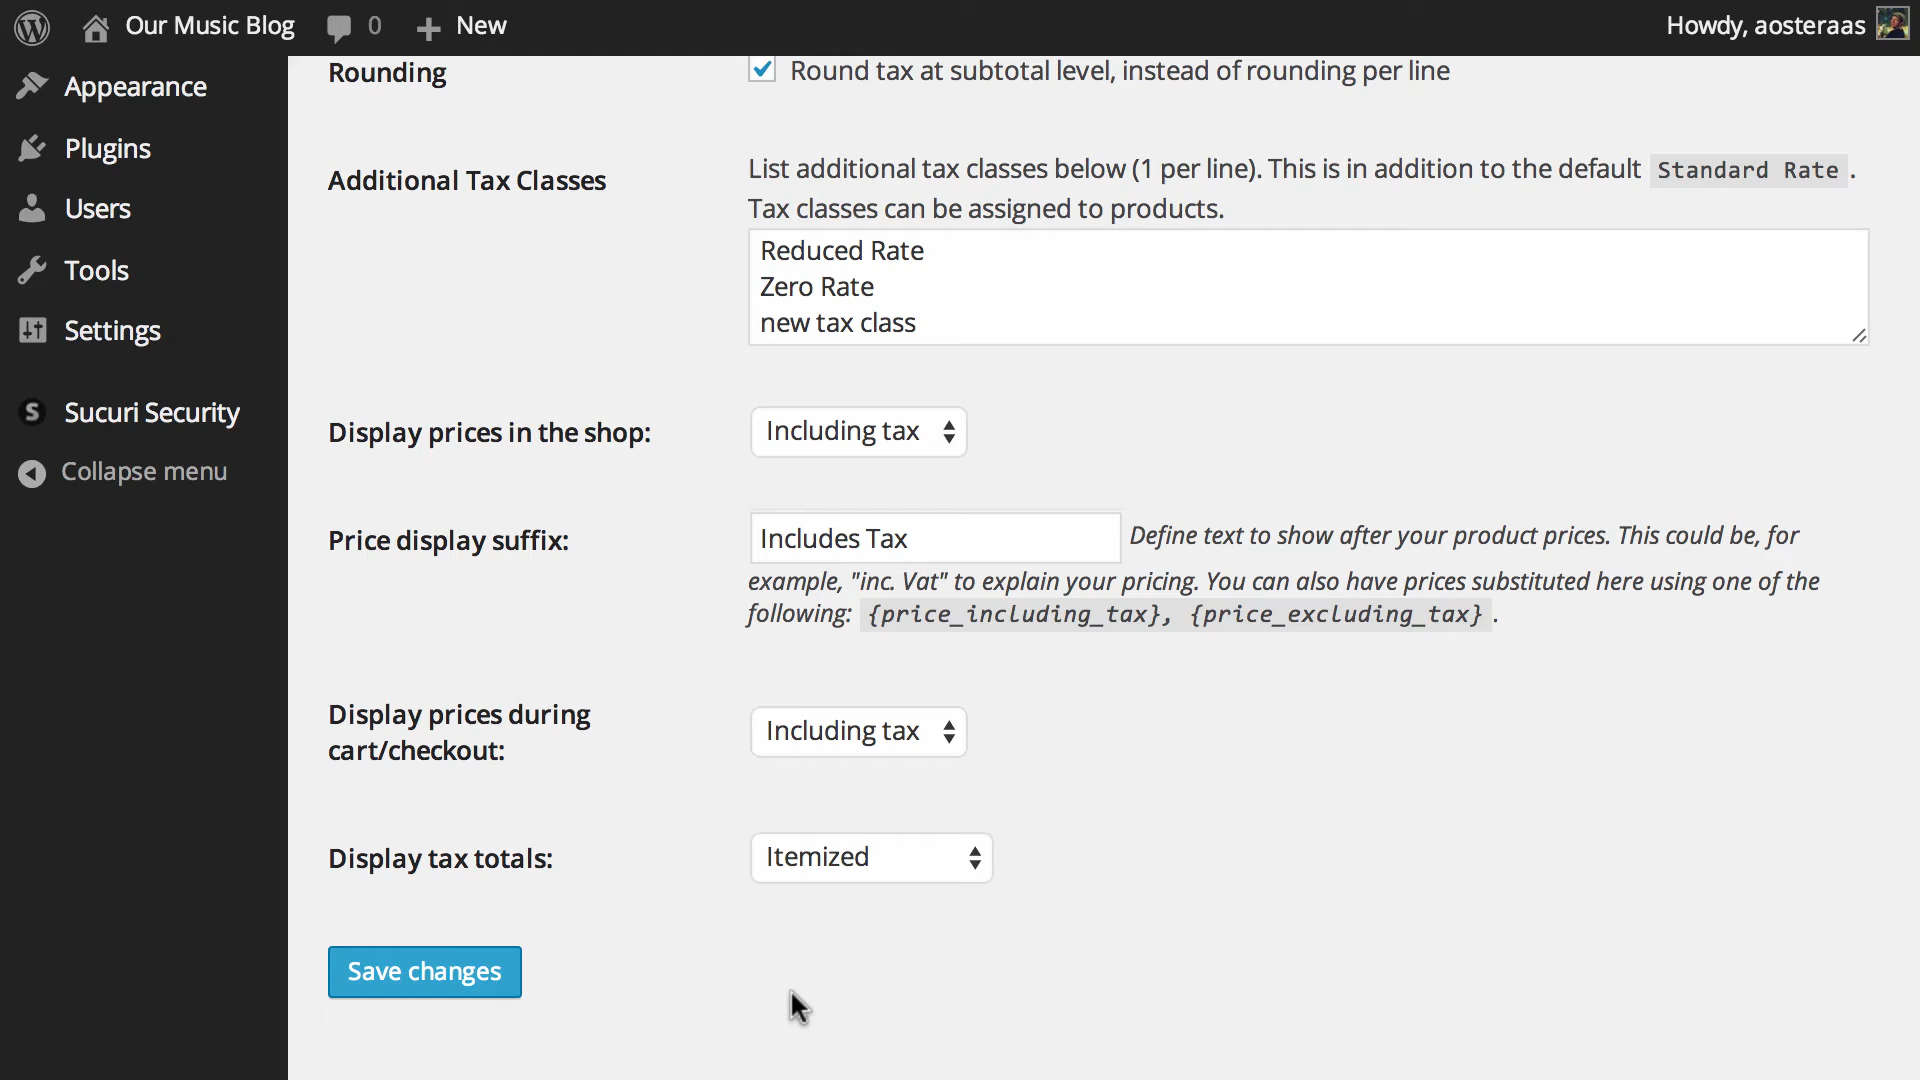 Our Music Blog 0 New Howdy, aosteraas
Appearance
Plugins
Users
Tools
Settings
S Sucuri Security
Collapse menu
Rounding
Round tax at subtotal level, instead of rounding per line
Additional Tax Classes
List additional tax classes below (1 per line). This is in addition to the default Standard Rate .
Tax classes can be assigned to products.
Reduced Rate
Zero Rate
new tax class
Display prices in the shop:
Including tax
Price display suffix:
Includes Tax Define text to show after your product prices. This could be, for
example, "inc. Vat" to explain your pricing. You can also have prices substituted here using one of the
following: {price_including_tax}, {price_excluding_tax} .
Display prices during
cart/checkout:
Including tax
Display tax totals:
Itemized
Save changes